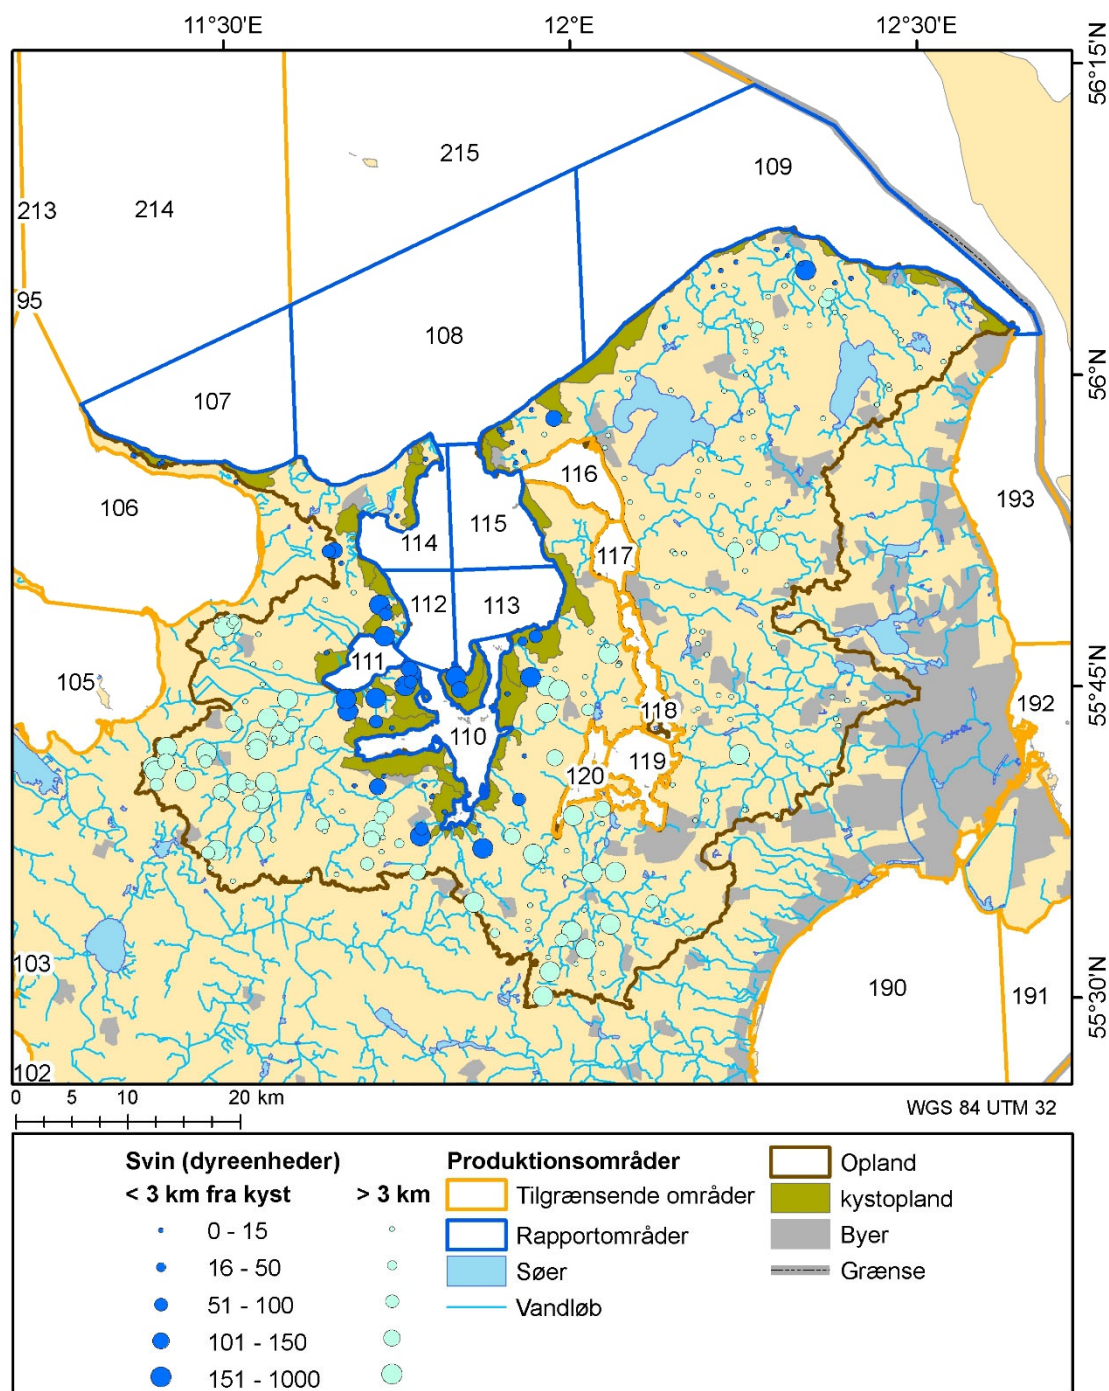 11°30'E 12°E 12°30'E
56°15'N
215
109
213 214
95
108
56°N
107
116
106 193
115
114
117
112 113
111
105
55°45'N
118 192
110
119
120
103
190 191
55°30'N
102
0 5 10 20 km
WGS 84 UTM 32
Svin (dyreenheder) Produktionsområder Opland
< 3 km fra kyst > 3 km Tilgrænsende områder kystopland
0 - 15 Rapportområder Byer
16 - 50 Søer Grænse
51 - 100 Vandløb
101 - 150
151 - 1000